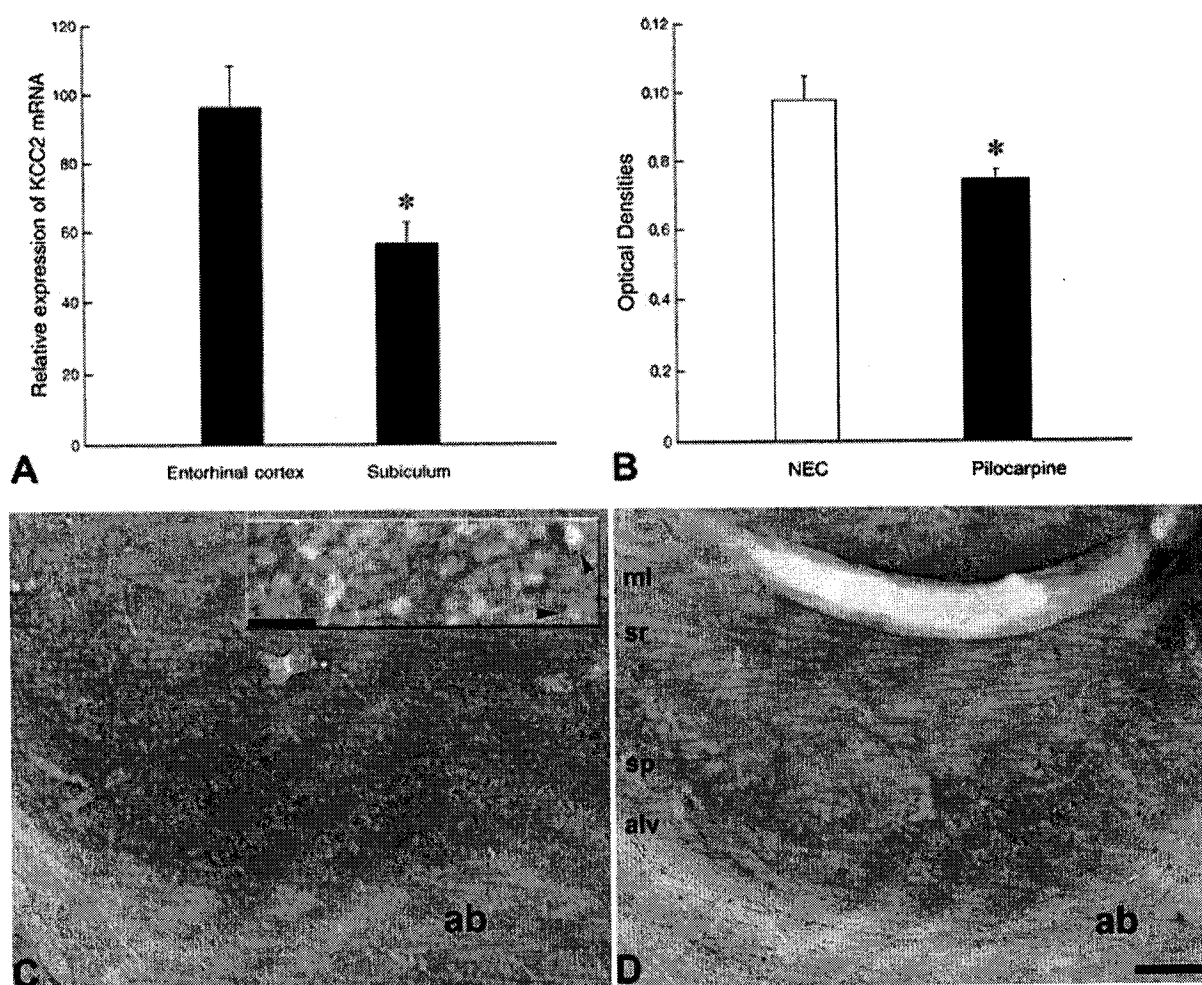 120
100
80
60
40
20
0
Relative expression of KCC2 mRNA
*
Entorhinal cortex
Subiculum
A
0.12
0.10
0.8
0.6
0.4
0.2
0
Optical Densities
*
NEC
Pilocarpine
B
ab
C
ml
sr
sp
alv
ab
D